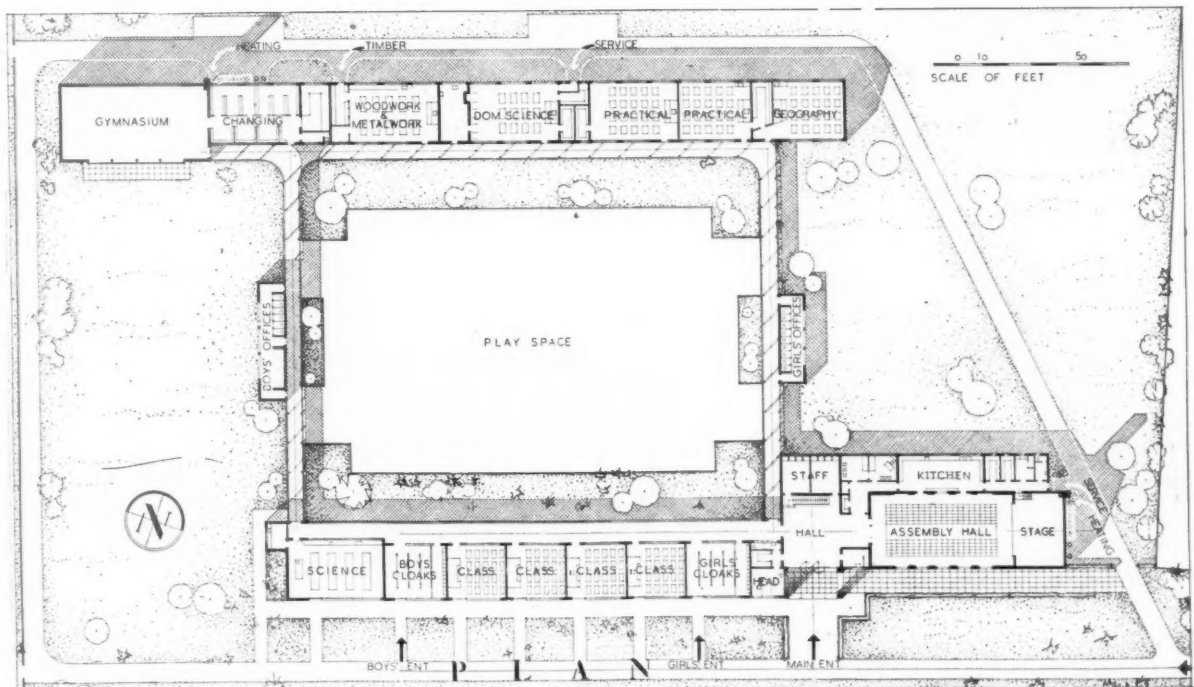 HEATING
TIMBER
SERVICE
0 10 50
SCALE OF FEET
GYMNASIUM
CHANGING
WOODWORK
&
METALWORK
DOM SCIENCE
PRACTICAL
PRACTICAL
GEOGRAPHY
BOYS' OFFICES
PLAY SPACE
GIRLS' OFFICES
N
STAFF
KITCHEN
SERVICE
HEATING
HALL
ASSEMBLY HALL
STAGE
SCIENCE
BOYS
CLOAKS
CLASS
CLASS
CLASS
CLASS
GIRLS
CLOAKS
HEAD
BOYS' ENT
PLAN
GIRLS' ENT
MAIN ENT